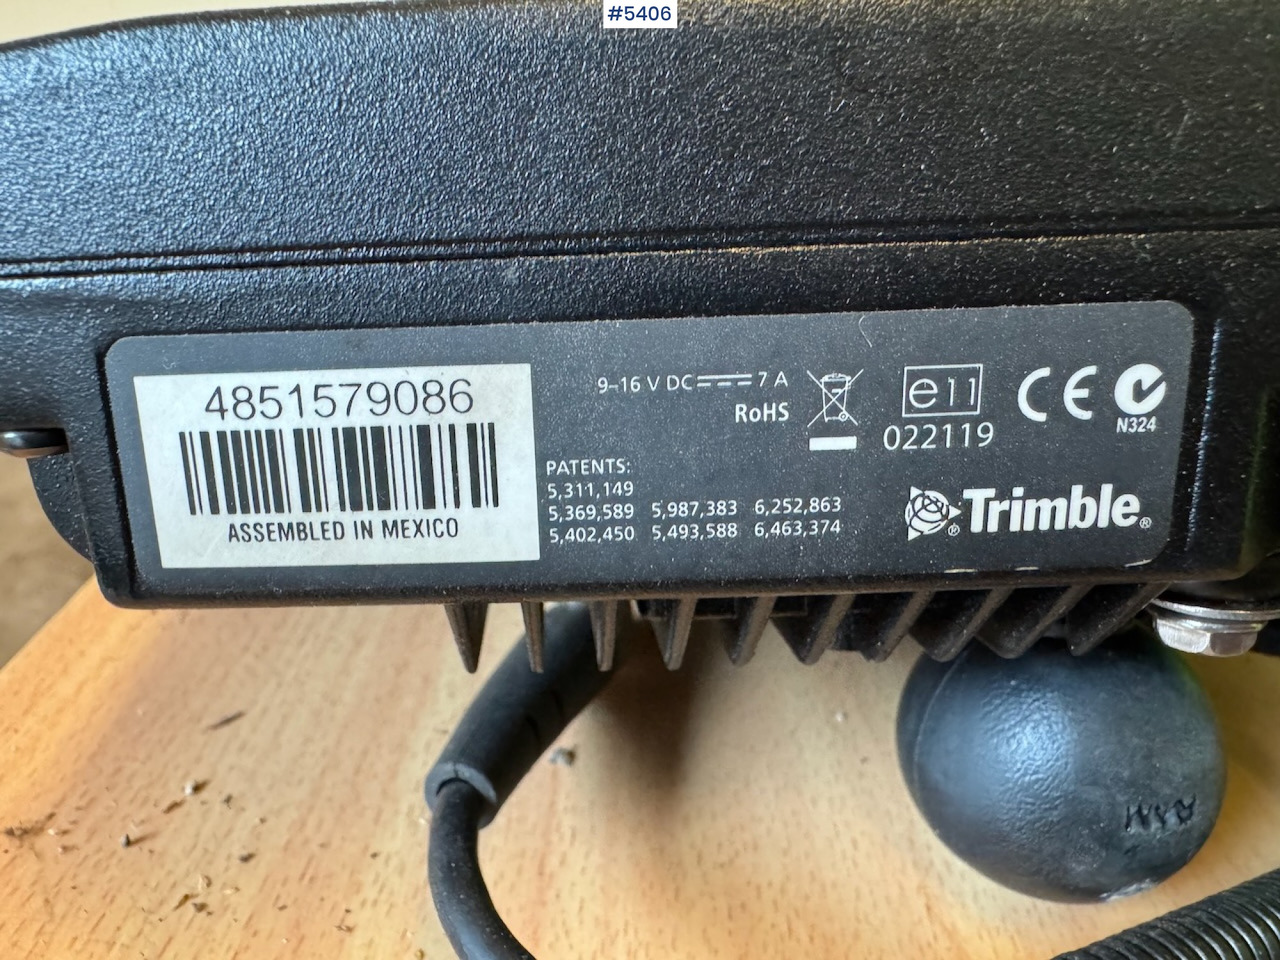 #5406
4851579086
ASSEMBLED IN MEXICO
9–16 V DC 7 A
RoHS
e11
022119
CE
N324
PATENTS:
5,311,149
5,369,589 5,987,383 6,252,863
5,402,450 5,493,588 6,463,374
Trimble®
RAM